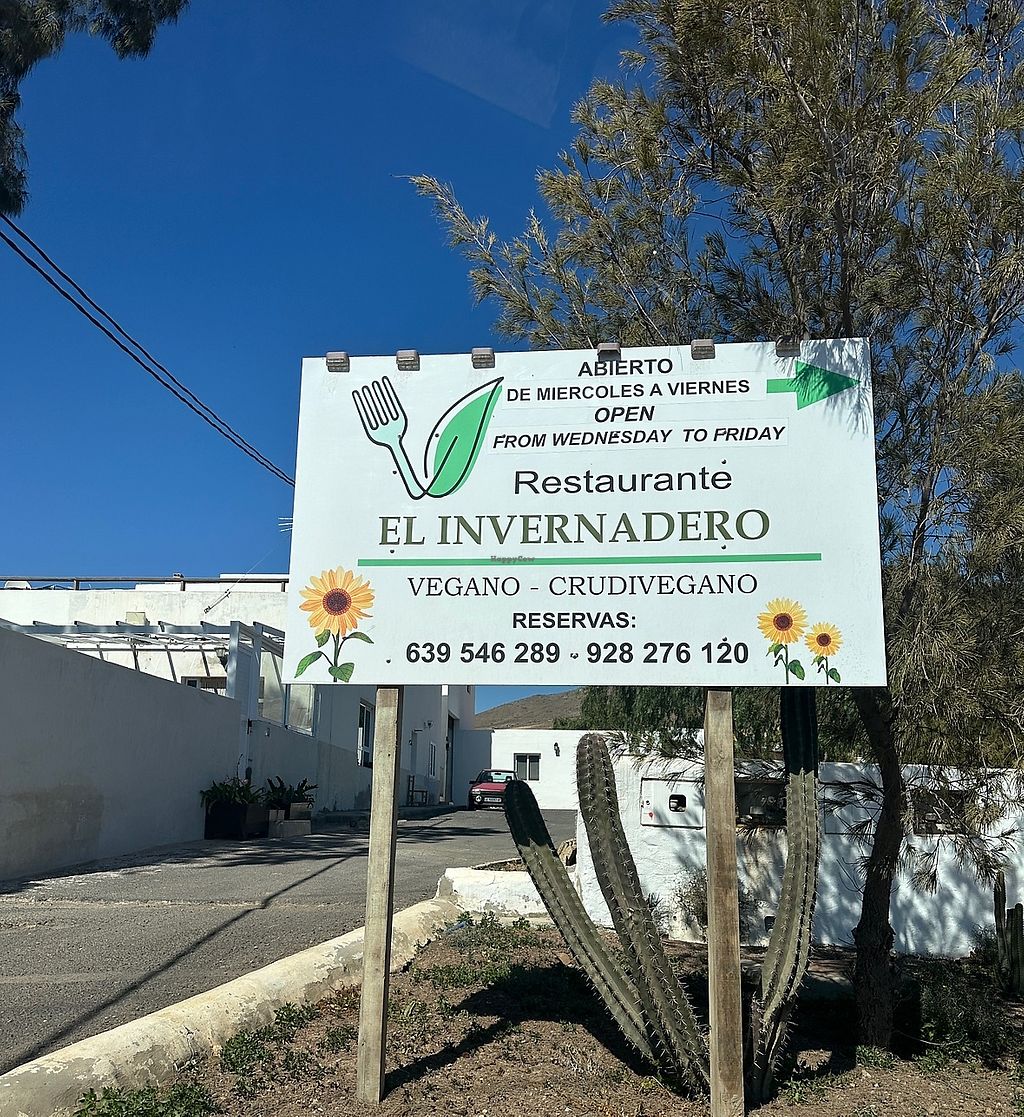 ABIERTO
DE MIERCOLES A VIERNES
OPEN
FROM WEDNESDAY TO FRIDAY
Restaurante
EL INVERNADERO
HappyCow
VEGANO - CRUDIVEGANO
RESERVAS:
639 546 289 - 928 276 120